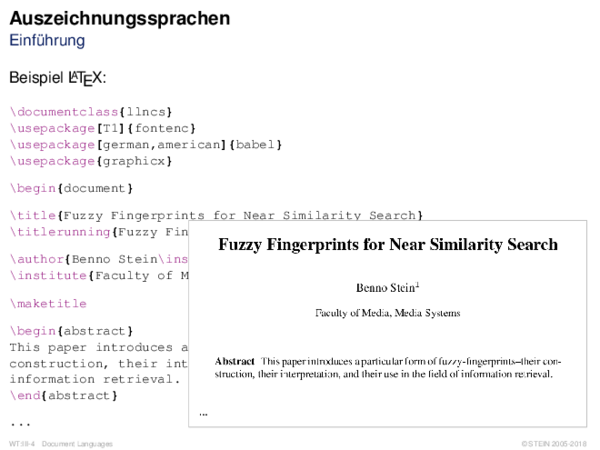 Auszeichnungssprachen
Einführung
Beispiel LATEX:
\documentclass{llncs}
\usepackage[T1]{fontenc}
\usepackage[german,american]{babel}
\usepackage{graphicx}
\begin{document}
\title{Fuzzy Fingerprints for Near Similarity Search}
\titlerunning{Fuzzy Fin
\author{Benno Stein\ins
\institute{Faculty of M
\maketitle
\begin{abstract}
This paper introduces a
construction, their int
information retrieval.
\end{abstract}
...
Fuzzy Fingerprints for Near Similarity Search
Benno Stein1
Faculty of Media, Media Systems
Abstract This paper introduces a particular form of fuzzy-fingerprints–their con-
struction, their interpretation, and their use in the field of information retrieval.
...
WT:II-4 Document Languages
©STEIN 2005-2018